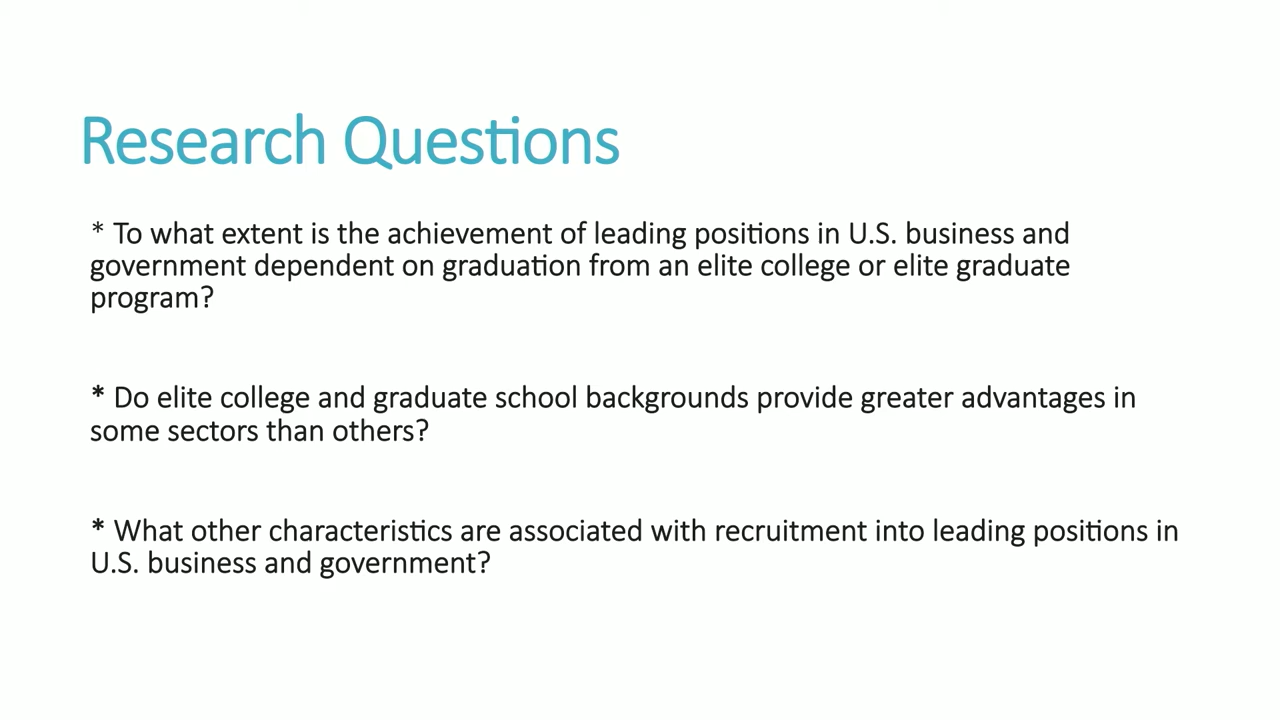 Research Questions
* To what extent is the achievement of leading positions in U.S. business and
government dependent on graduation from an elite college or elite graduate
program?
* Do elite college and graduate school backgrounds provide greater advantages in
some sectors than others?
* What other characteristics are associated with recruitment into leading positions in
U.S. business and government?